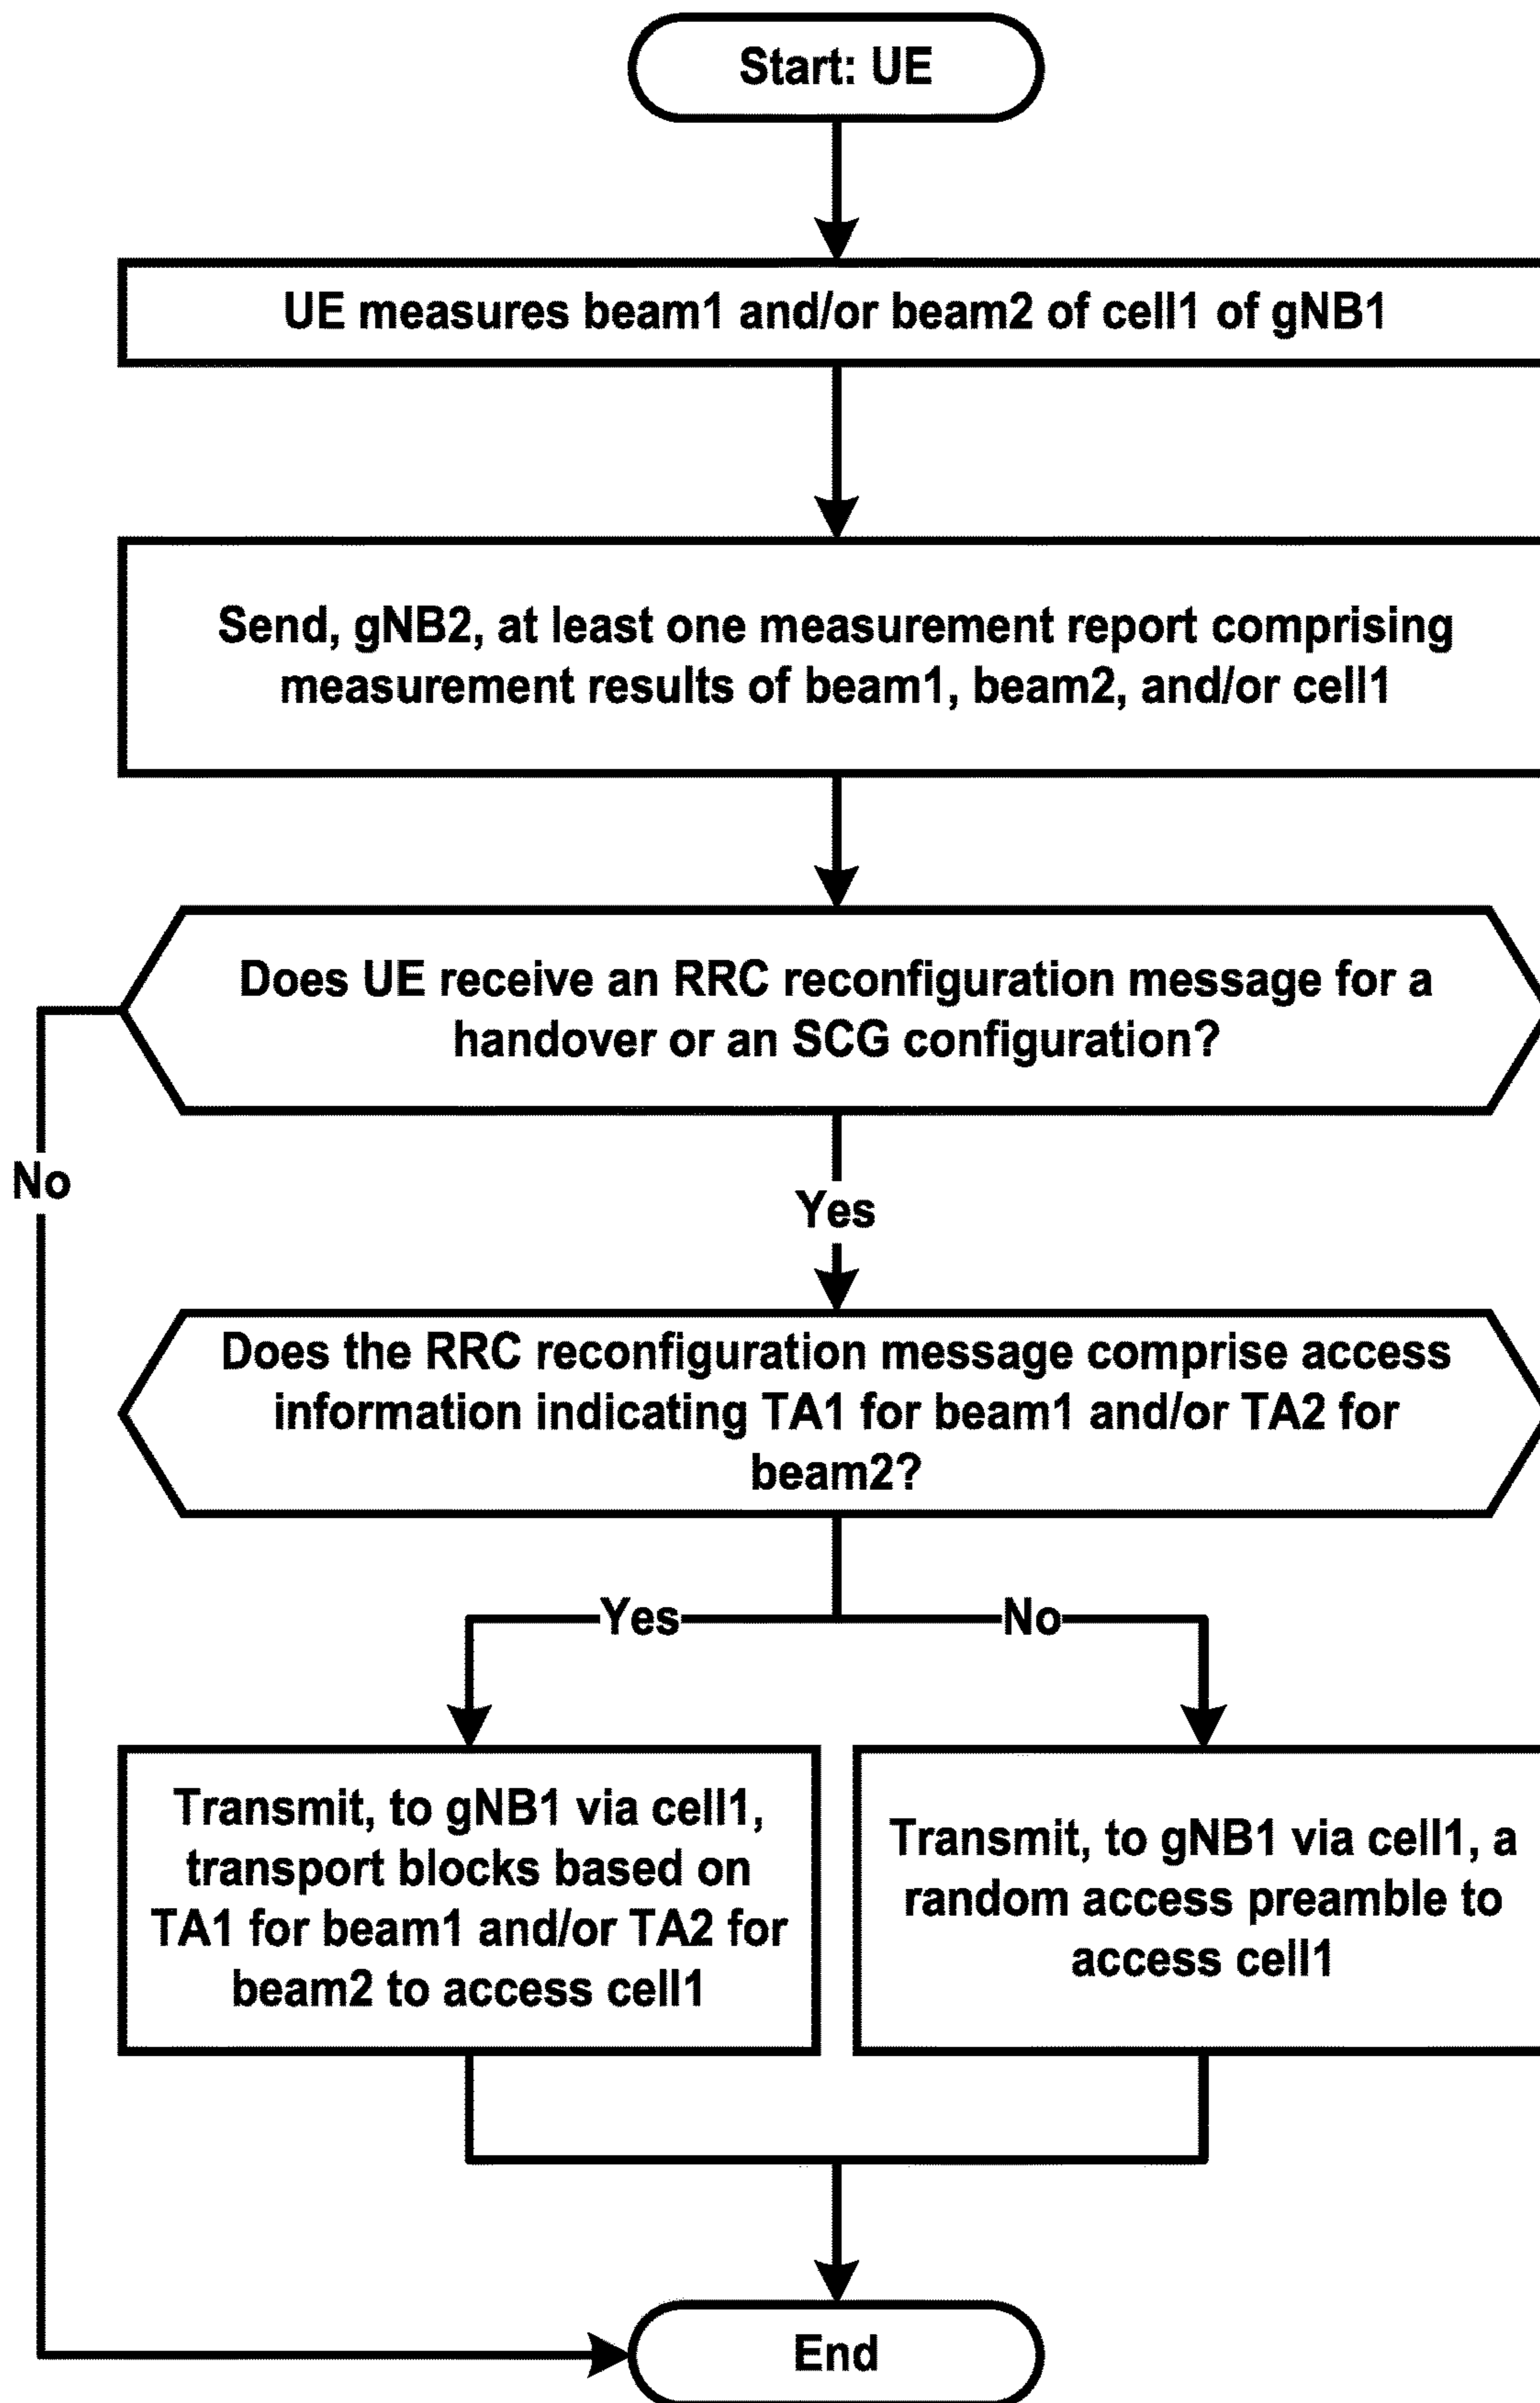 Start: UE
UE measures beam1 and/or beam2 of cell1 of gNB1
Send, gNB2, at least one measurement report comprising
measurement results of beam1, beam2, and/or cell1
Does UE receive an RRC reconfiguration message for a
handover or an SCG configuration?
No
Yes
Does the RRC reconfiguration message comprise access
information indicating TA1 for beam1 and/or TA2 for
beam2?
Yes
No
Transmit, to gNB1 via cell1,
transport blocks based on
TA1 for beam1 and/or TA2 for
beam2 to access cell1
Transmit, to gNB1 via cell1, a
random access preamble to
access cell1
End